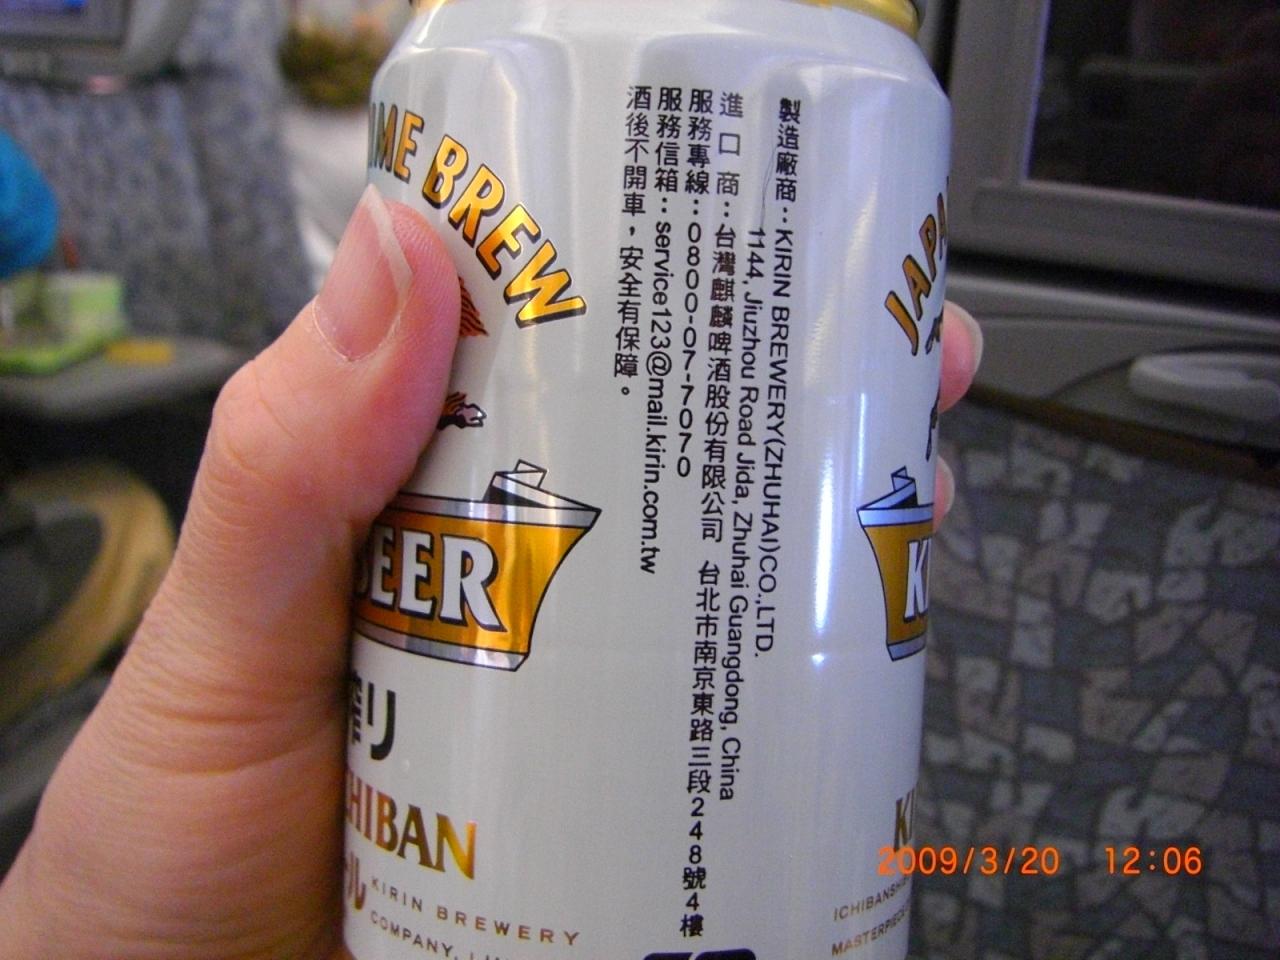 製造廠商：KIRIN BREWERY(ZHUHAI)CO.,LTD.
1144, Jiuzhou Road Jida, Zhuhai Guangdong, China
進口商：台灣麒麟啤酒股份有限公司 台北市南京東路三段248號4樓
服務專線：0800-07-7070
服務信箱：service123@mail.kirin.com.tw
酒後不開車，安全有保障。
BREW
BEER
搾り
KIRIN BREWERY
COMPANY,
2009/3/20 12:06